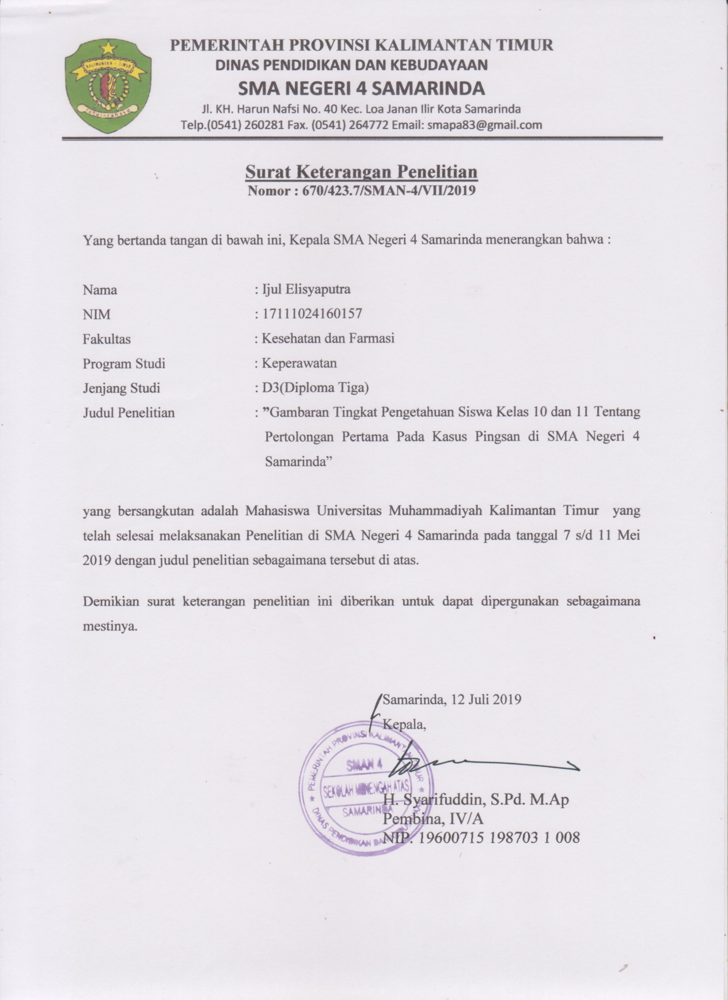 PEMERINTAH PROVINSI KALIMANTAN TIMUR
DINAS PENDIDIKAN DAN KEBUDAYAAN
SMA NEGERI 4 SAMARINDA
Jl. KH. Harun Nafsi No. 40 Kec. Loa Janan Ilir Kota Samarinda
Telp.(0541) 260281 Fax. (0541) 264772 Email: smapa83@gmail.com
KALIMANTAN - TIMUR
ruhui-rahayu
Surat Keterangan Penelitian
Nomor : 670/423.7/SMAN-4/VII/2019
Yang bertanda tangan di bawah ini, Kepala SMA Negeri 4 Samarinda menerangkan bahwa :
Nama : Ijul Elisyaputra
NIM : 17111024160157
Fakultas : Kesehatan dan Farmasi
Program Studi : Keperawatan
Jenjang Studi : D3(Diploma Tiga)
Judul Penelitian : ”Gambaran Tingkat Pengetahuan Siswa Kelas 10 dan 11 Tentang
Pertolongan Pertama Pada Kasus Pingsan di SMA Negeri 4
Samarinda”
yang bersangkutan adalah Mahasiswa Universitas Muhammadiyah Kalimantan Timur yang
telah selesai melaksanakan Penelitian di SMA Negeri 4 Samarinda pada tanggal 7 s/d 11 Mei
2019 dengan judul penelitian sebagaimana tersebut di atas.
Demikian surat keterangan penelitian ini diberikan untuk dapat dipergunakan sebagaimana
mestinya.
Samarinda, 12 Juli 2019
Kepala,
PEMERINTAH PROVINSI KALIMANTAN TIMUR
SMAN 4
SEKOLAH MENENGAH ATAS
SAMARINDA
DINAS PENDIDIKAN DAN KEBUDAYAAN
H. Syarifuddin, S.Pd. M.Ap
Pembina, IV/A
NIP. 19600715 198703 1 008